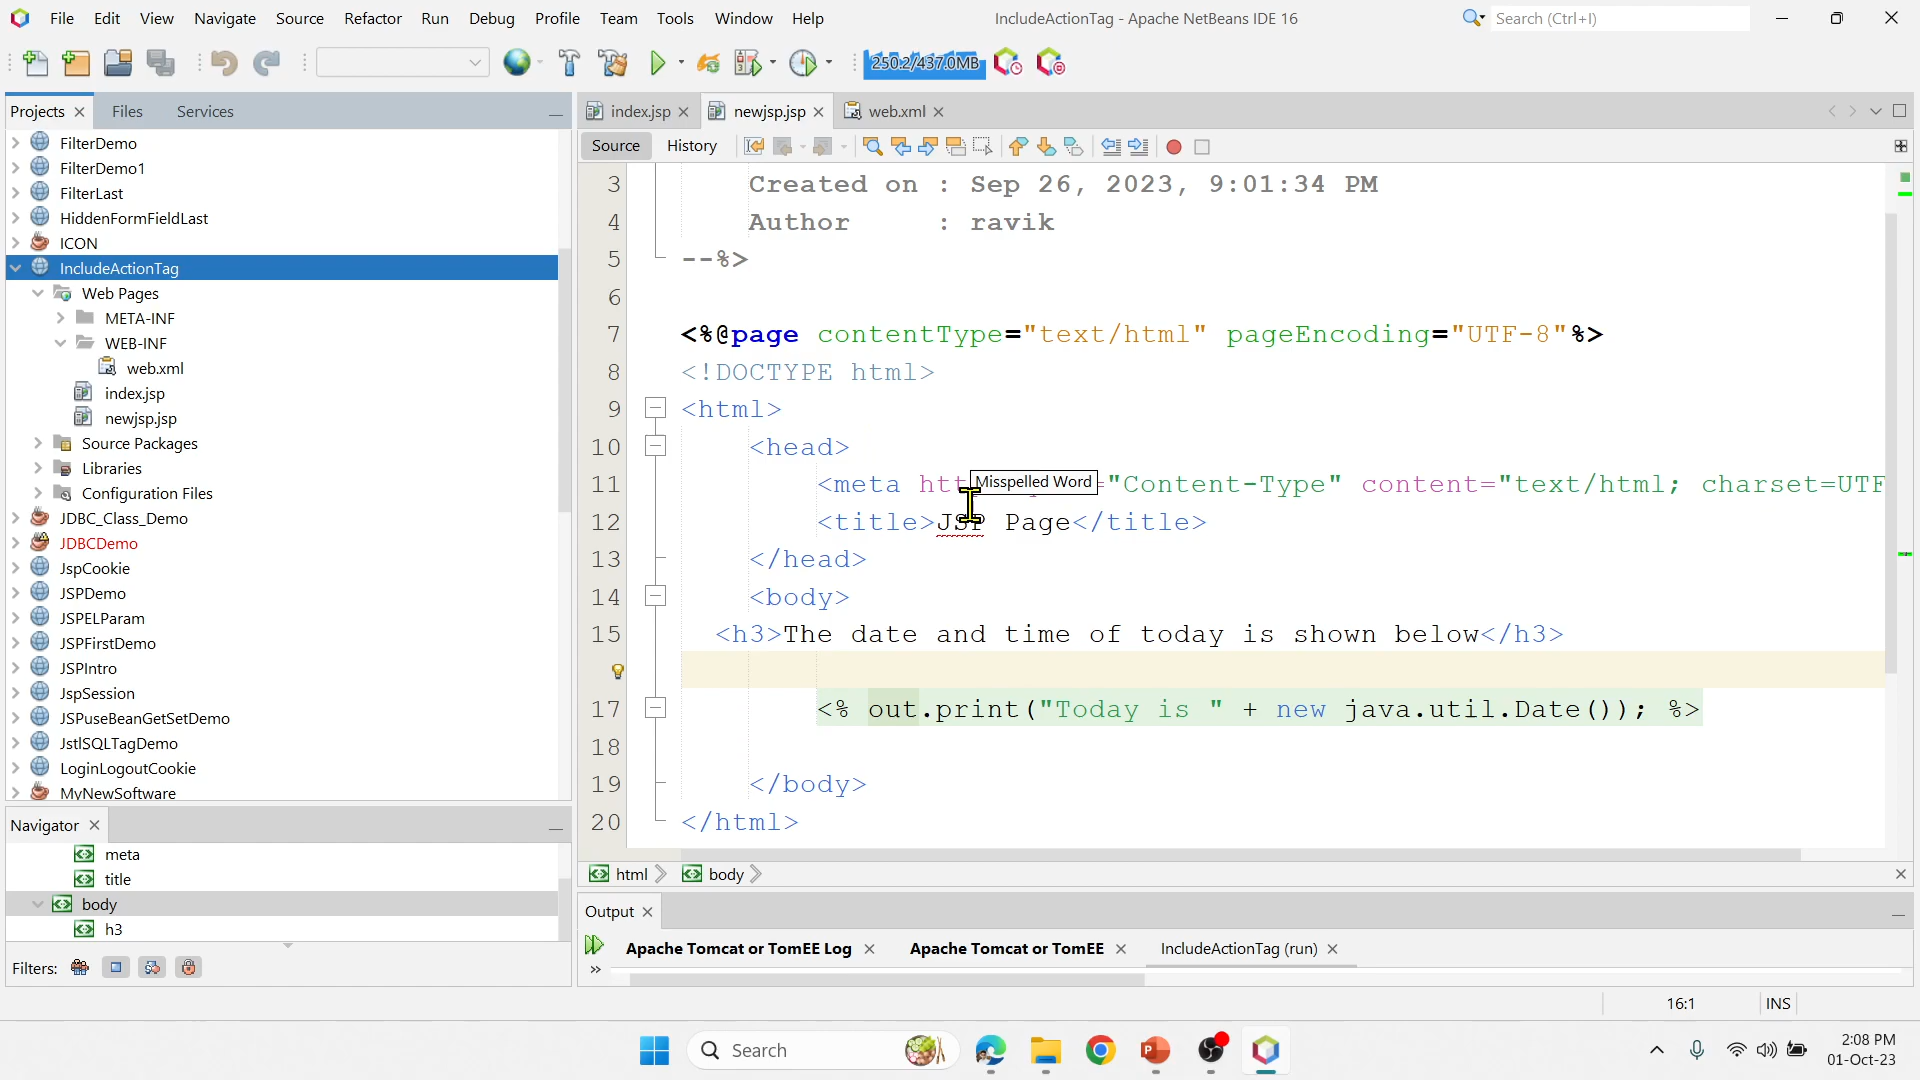 File Edit View Navigate Source Refactor Run Debug Profile Team Tools Window Help IncludeActionTag - Apache NetBeans IDE 16 Search (Ctrl+I)
250.2/437.0MB
Projects Files Services
FilterDemo
FilterDemo1
FilterLast
HiddenFormFieldLast
ICON
IncludeActionTag
Web Pages
META-INF
WEB-INF
web.xml
index.jsp
newjsp.jsp
Source Packages
Libraries
Configuration Files
JDBC_Class_Demo
JDBCDemo
JspCookie
JSPDemo
JSPELParam
JSPFirstDemo
JSPIntro
JspSession
JSPuseBeanGetSetDemo
JstlSQLTagDemo
LoginLogoutCookie
MyNewSoftware
Navigator
meta
title
body
h3
Filters:
index.jsp newjsp.jsp web.xml
Source History
3 Created on : Sep 26, 2023, 9:01:34 PM
4 Author : ravik
5 --%>
6
7 <%@page contentType="text/html" pageEncoding="UTF-8"%>
8 <!DOCTYPE html>
9 <html>
10 <head>
11 <meta htt Misspelled Word ="Content-Type" content="text/html; charset=UTF
12 <title>JSP Page</title>
13 </head>
14 <body>
15 <h3>The date and time of today is shown below</h3>
17 <% out.print("Today is " + new java.util.Date()); %>
18
19 </body>
20 </html>
html body
Output
Apache Tomcat or TomEE Log Apache Tomcat or TomEE IncludeActionTag (run)
16:1 INS
Search
2:08 PM
01-Oct-23